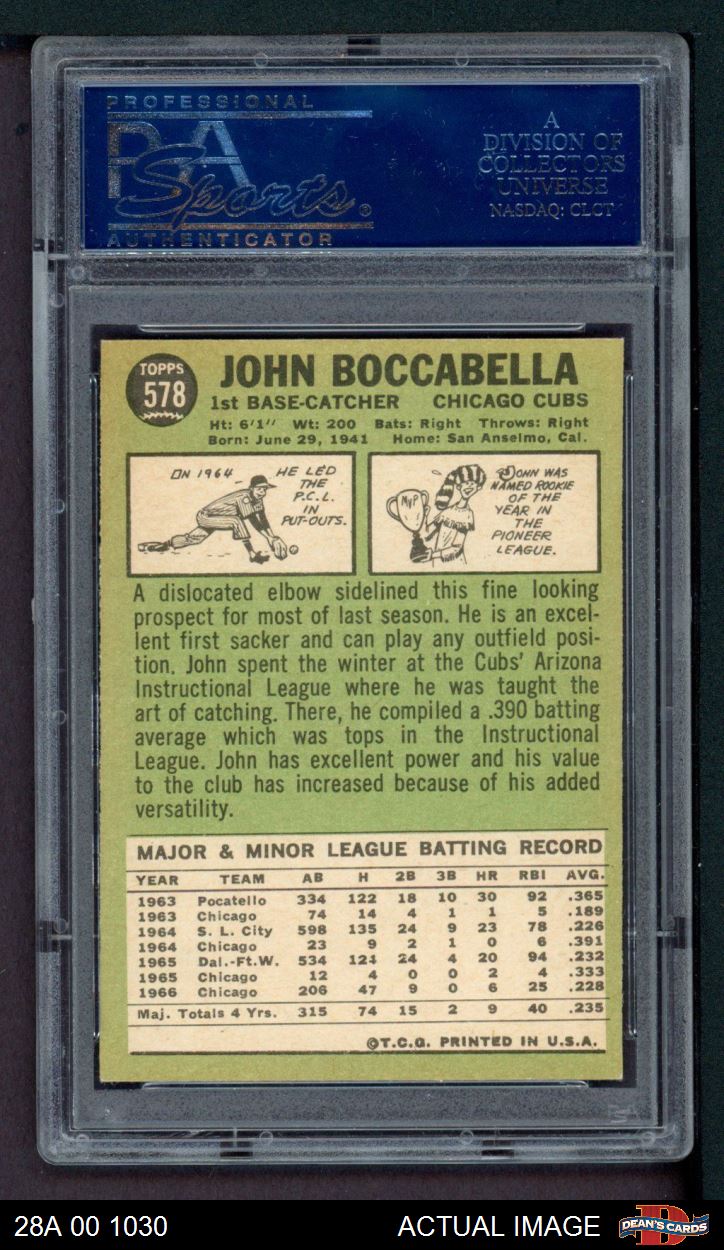 PROFESSIONAL
PSA
Sports®
AUTHENTICATOR
A
DIVISION OF
COLLECTORS
UNIVERSE
NASDAQ: CLCT
TOPPS
578
JOHN BOCCABELLA
1st BASE-CATCHER CHICAGO CUBS
Ht: 6'1" Wt: 200 Bats: Right Throws: Right
Born: June 29, 1941 Home: San Anselmo, Cal.
IN 1964
HE LED
THE
P.C.L.
IN
PUT-OUTS.
MVP
JOHN WAS
NAMED ROOKIE
OF THE
YEAR IN
THE
PIONEER
LEAGUE.
A dislocated elbow sidelined this fine looking
prospect for most of last season. He is an excel-
lent first sacker and can play any outfield posi-
tion. John spent the winter at the Cubs' Arizona
Instructional League where he was taught the
art of catching. There, he compiled a .390 batting
average which was tops in the Instructional
League. John has excellent power and his value
to the club has increased because of his added
versatility.
MAJOR & MINOR LEAGUE BATTING RECORD
YEAR TEAM AB H 2B 3B HR RBI AVG.
1963 Pocatello 334 122 18 10 30 92 .365
1963 Chicago 74 14 4 1 1 5 .189
1964 S. L. City 598 135 24 9 23 78 .226
1964 Chicago 23 9 2 1 0 6 .391
1965 Dal.-Ft.W. 534 124 24 4 20 94 .232
1965 Chicago 12 4 0 0 2 4 .333
1966 Chicago 206 47 9 0 6 25 .228
Maj. Totals 4 Yrs. 315 74 15 2 9 40 .235
©T.C.G. PRINTED IN U.S.A.
28A 00 1030 ACTUAL IMAGE
D
DEAN'S CARDS